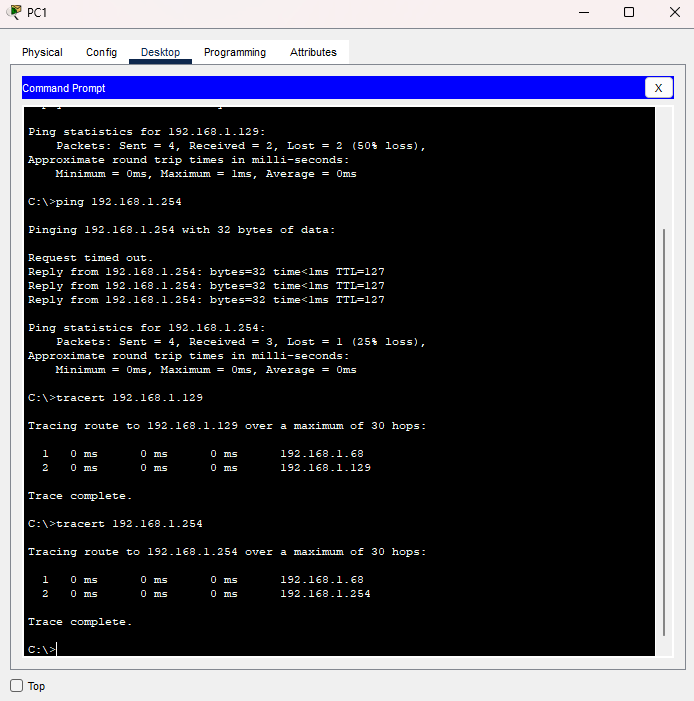 PC1
Physical Config Desktop Programming Attributes
Command Prompt X
Ping statistics for 192.168.1.129:
Packets: Sent = 4, Received = 2, Lost = 2 (50% loss),
Approximate round trip times in milli-seconds:
Minimum = 0ms, Maximum = 1ms, Average = 0ms
C:\>ping 192.168.1.254
Pinging 192.168.1.254 with 32 bytes of data:
Request timed out.
Reply from 192.168.1.254: bytes=32 time<1ms TTL=127
Reply from 192.168.1.254: bytes=32 time<1ms TTL=127
Reply from 192.168.1.254: bytes=32 time<1ms TTL=127
Ping statistics for 192.168.1.254:
Packets: Sent = 4, Received = 3, Lost = 1 (25% loss),
Approximate round trip times in milli-seconds:
Minimum = 0ms, Maximum = 0ms, Average = 0ms
C:\>tracert 192.168.1.129
Tracing route to 192.168.1.129 over a maximum of 30 hops:
1 0 ms 0 ms 0 ms 192.168.1.68
2 0 ms 0 ms 0 ms 192.168.1.129
Trace complete.
C:\>tracert 192.168.1.254
Tracing route to 192.168.1.254 over a maximum of 30 hops:
1 0 ms 0 ms 0 ms 192.168.1.68
2 0 ms 0 ms 0 ms 192.168.1.254
Trace complete.
C:\>
Top